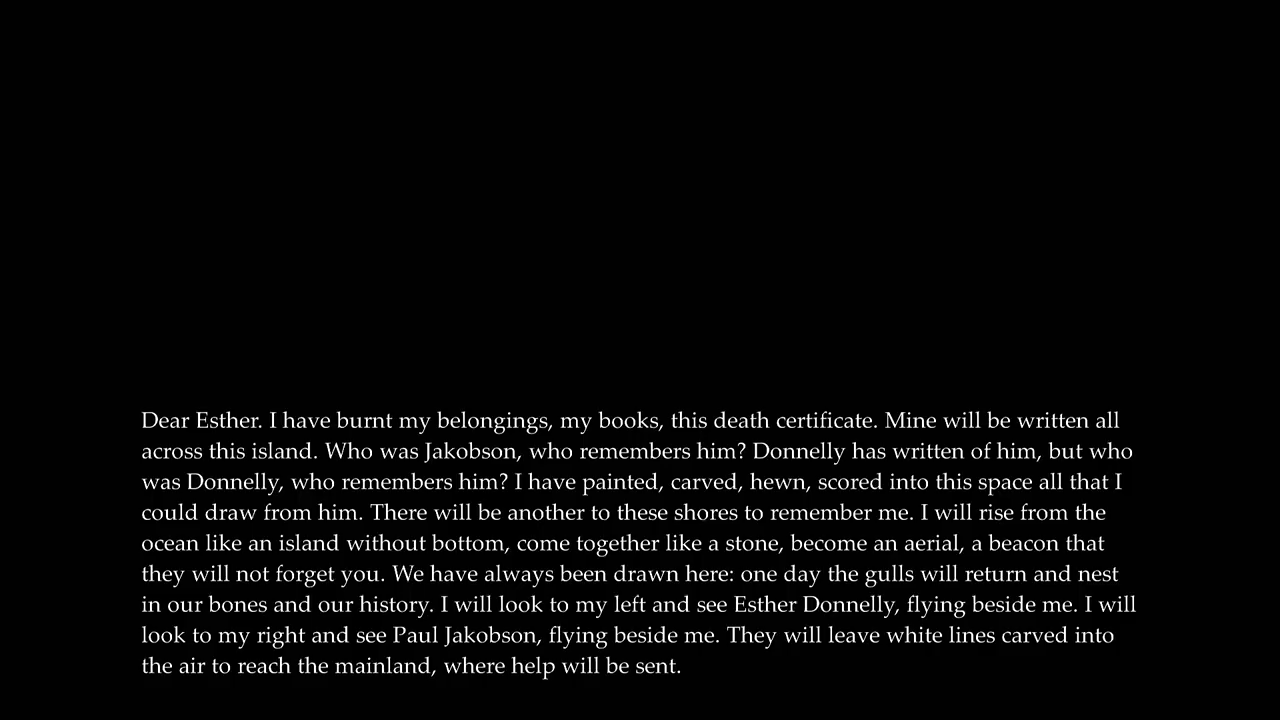 Dear Esther. I have burnt my belongings, my books, this death certificate. Mine will be written all
across this island. Who was Jakobson, who remembers him? Donnelly has written of him, but who
was Donnelly, who remembers him? I have painted, carved, hewn, scored into this space all that I
could draw from him. There will be another to these shores to remember me. I will rise from the
ocean like an island without bottom, come together like a stone, become an aerial, a beacon that
they will not forget you. We have always been drawn here: one day the gulls will return and nest
in our bones and our history. I will look to my left and see Esther Donnelly, flying beside me. I will
look to my right and see Paul Jakobson, flying beside me. They will leave white lines carved into
the air to reach the mainland, where help will be sent.